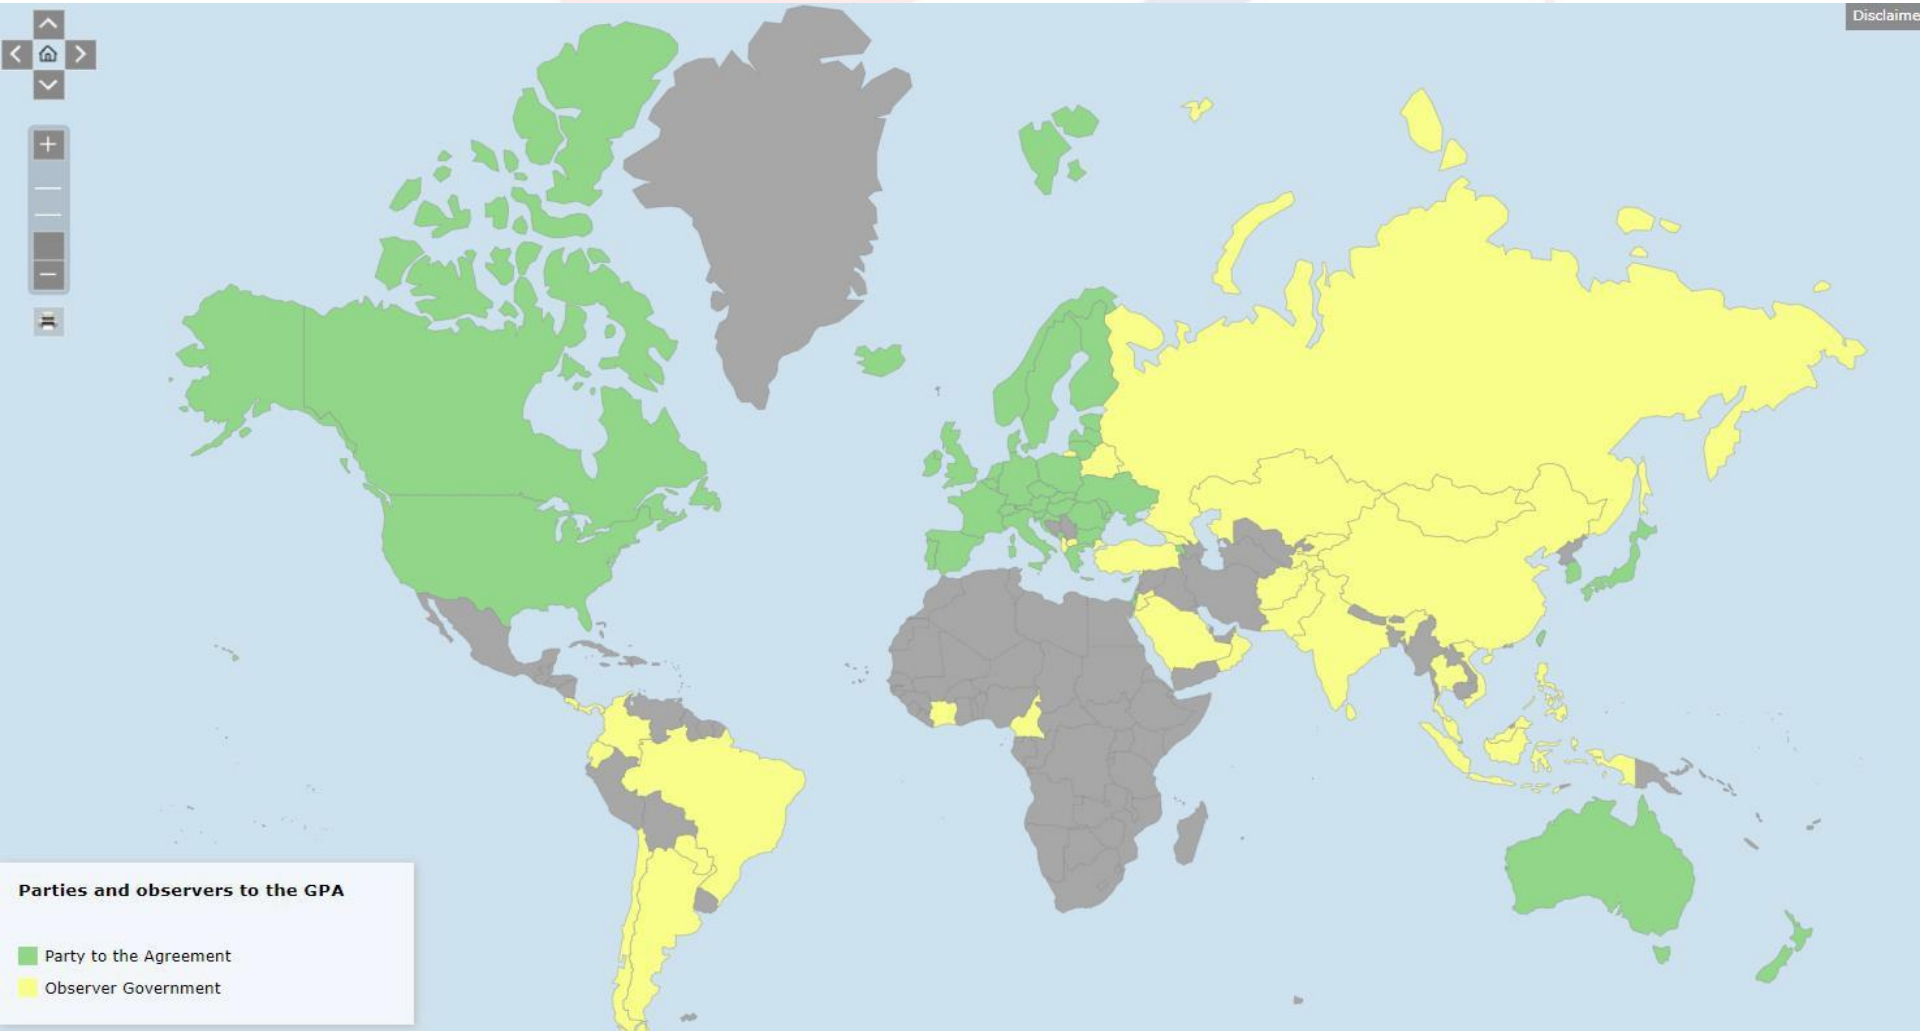 Disclaime
Parties and observers to the GPA
Party to the Agreement
Observer Government